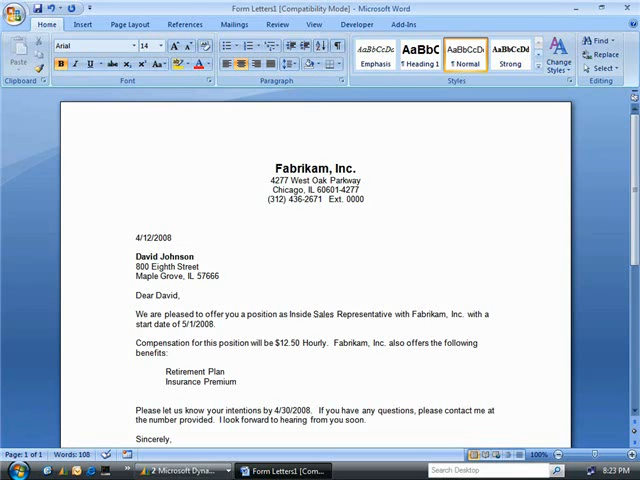 Form Letters1 [Compatibility Mode] - Microsoft Word
Home Insert Page Layout References Mailings Review View Developer Add-Ins
Paste
Arial 14
AaBbCcDc AaBbC AaBbCcDc AaBbCcDc
Emphasis ¶ Heading 1 ¶ Normal Strong
Change Styles
Find
Replace
Select
Clipboard Font Paragraph Styles Editing
Fabrikam, Inc.
4277 West Oak Parkway
Chicago, IL 60601-4277
(312) 436-2671 Ext. 0000
4/12/2008
David Johnson
800 Eighth Street
Maple Grove, IL 57666
Dear David,
We are pleased to offer you a position as Inside Sales Representative with Fabrikam, Inc. with a
start date of 5/1/2008.
Compensation for this position will be $12.50 Hourly. Fabrikam, Inc. also offers the following
benefits:
Retirement Plan
Insurance Premium
Please let us know your intentions by 4/30/2008. If you have any questions, please contact me at
the number provided. I look forward to hearing from you soon.
Sincerely,
Page: 1 of 1 Words: 108 100%
2 Microsoft Dyna... Form Letters1 [Com... Search Desktop 8:23 PM